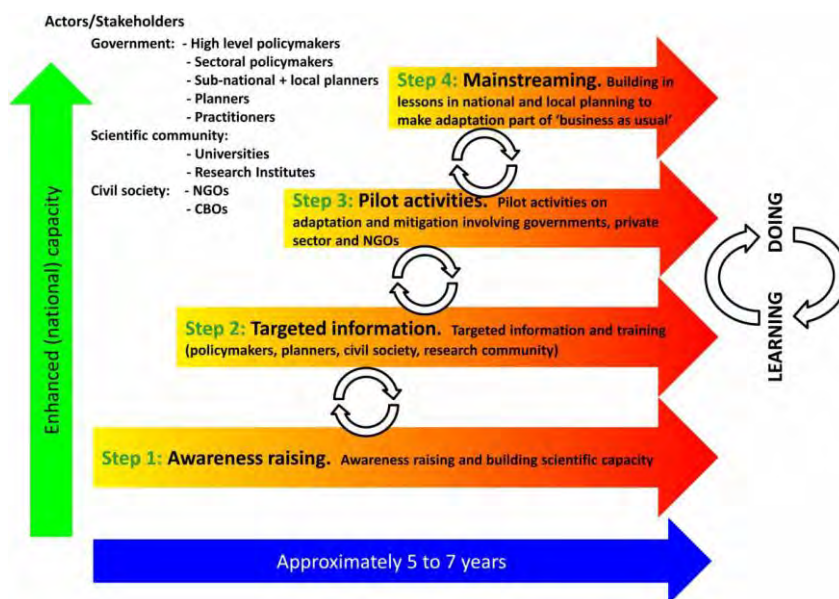 Actors/Stakeholders
Government: - High level policymakers
- Sectoral policymakers
- Sub-national + local planners
- Planners
- Practitioners
Scientific community:
- Universities
- Research Institutes
Civil society: - NGOs
- CBOs
Step 4: Mainstreaming. Building in
lessons in national and local planning to
make adaptation part of ‘business as usual’
Step 3: Pilot activities. Pilot activities on
adaptation and mitigation involving governments, private
sector and NGOs
Step 2: Targeted information. Targeted information and training
(policymakers, planners, civil society, research community)
Step 1: Awareness raising. Awareness raising and building scientific capacity
Enhanced (national) capacity
LEARNING DOING
Approximately 5 to 7 years